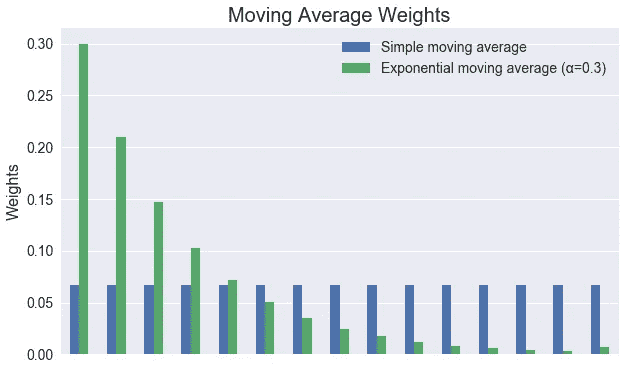 Moving Average Weights
Simple moving average
Exponential moving average (α=0.3)
Weights
0.30
0.25
0.20
0.15
0.10
0.05
0.00